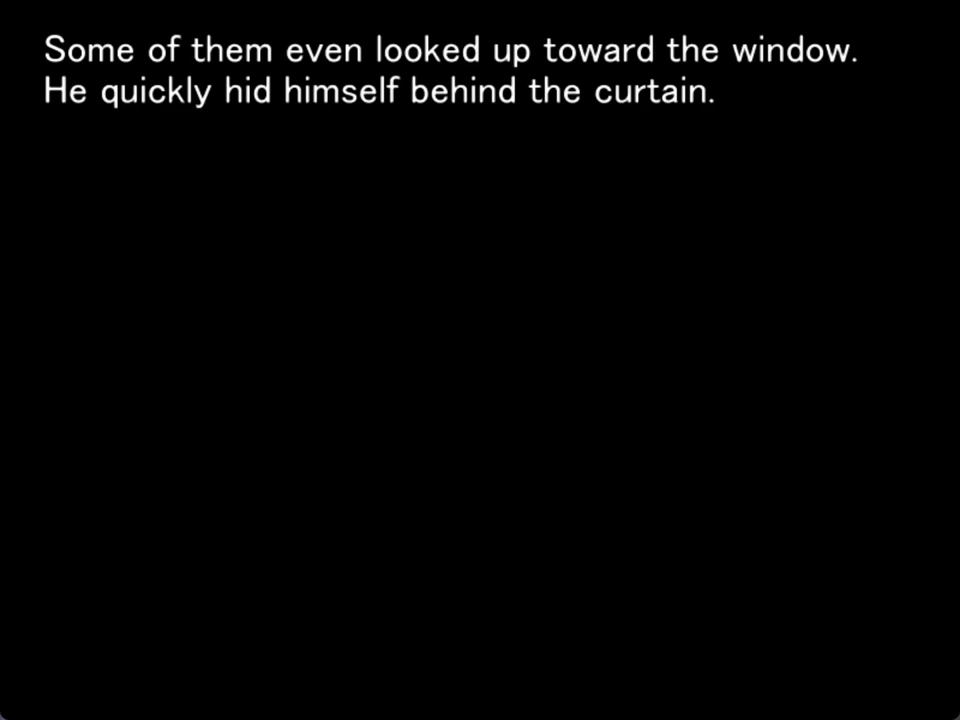 Some of them even looked up toward the window.
He quickly hid himself behind the curtain.